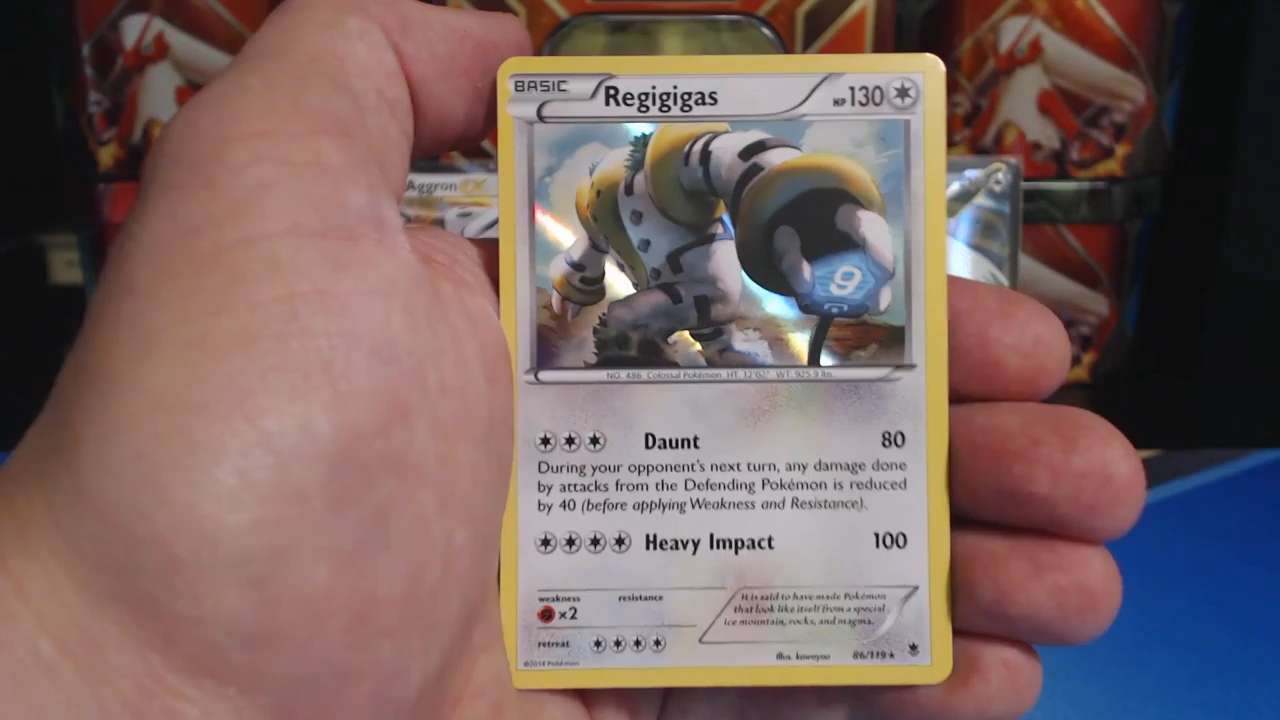 BASIC Regigigas HP 130
Aggron EX
9
NO. 486 Colossal Pokémon HT: 12'02" WT: 925.9 lbs.
Daunt 80
During your opponent's next turn, any damage done
by attacks from the Defending Pokémon is reduced
by 40 (before applying Weakness and Resistance).
Heavy Impact 100
weakness resistance
×2
It is said to have made Pokémon
that look like itself from a special
ice mountain, rocks, and magma.
retreat
illus. kawayoo 86/119
©2014 Pokémon